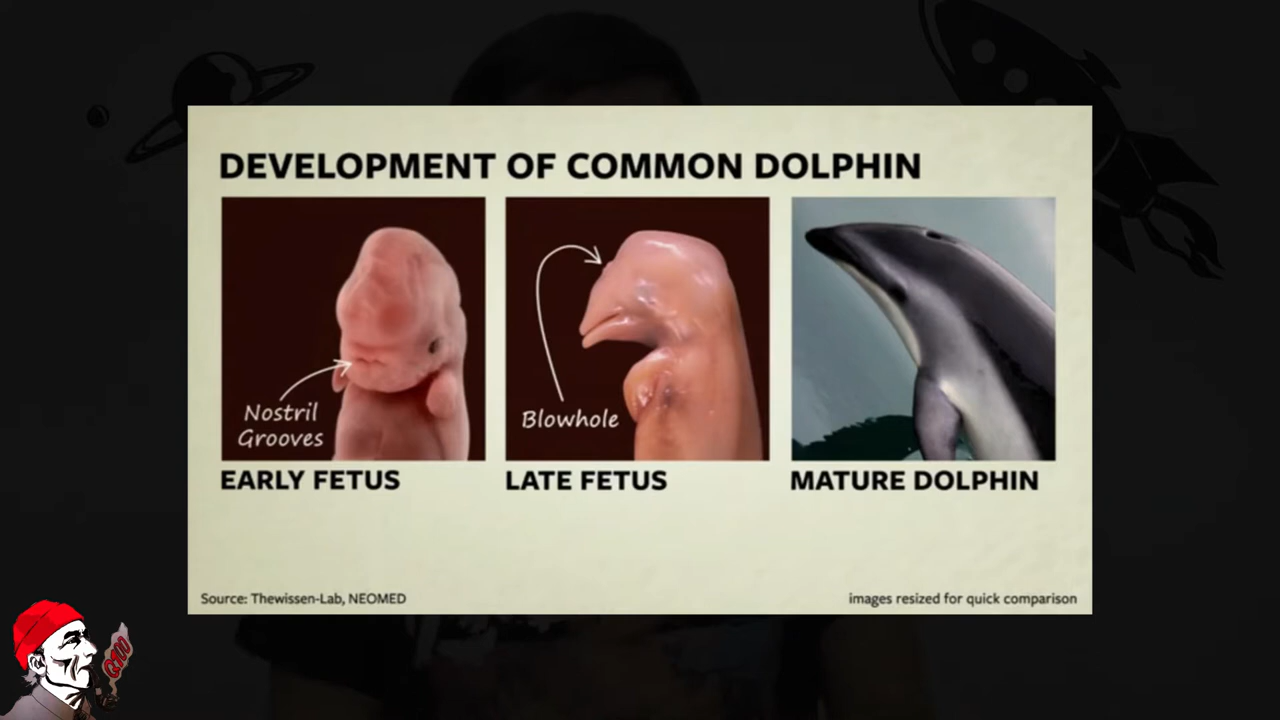 DEVELOPMENT OF COMMON DOLPHIN
Nostril
Grooves
Blowhole
EARLY FETUS
LATE FETUS
MATURE DOLPHIN
Source: Thewissen-Lab, NEOMED
images resized for quick comparison